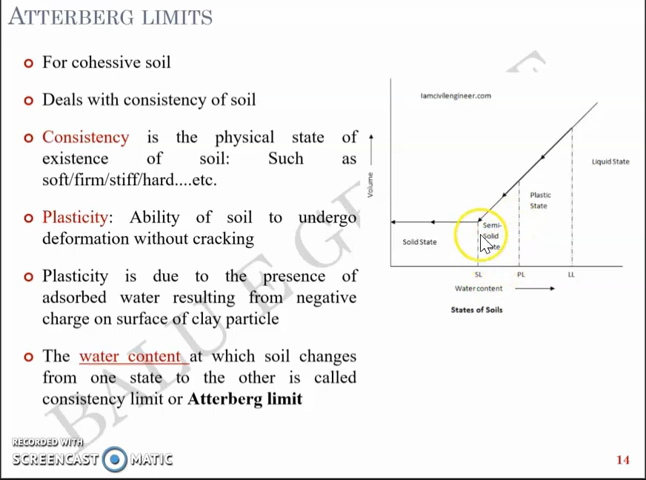 ATTERBERG LIMITS
For cohessive soil
Deals with consistency of soil
Consistency is the physical state of
existence of soil: Such as
soft/firm/stiff/hard....etc.
Plasticity: Ability of soil to undergo
deformation without cracking
Plasticity is due to the presence of
adsorbed water resulting from negative
charge on surface of clay particle
The water content at which soil changes
from one state to the other is called
consistency limit or Atterberg limit
Iamcivilengineer.com
Volume
Liquid State
Plastic
State
Semi-
Solid
Solid State
SL PL LL
Water content
States of Soils
RECORDED WITH
SCREENCAST MATIC
14